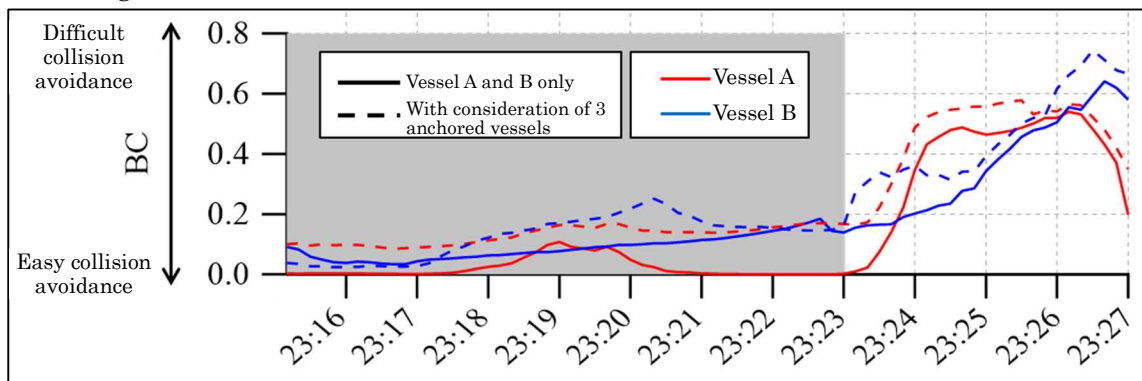 Difficult
collision
avoidance
BC
Easy collision
avoidance
0.8
0.6
0.4
0.2
0.0
Vessel A and B only
With consideration of 3
anchored vessels
Vessel A
Vessel B
23:16
23:17
23:18
23:19
23:20
23:21
23:22
23:23
23:24
23:25
23:26
23:27